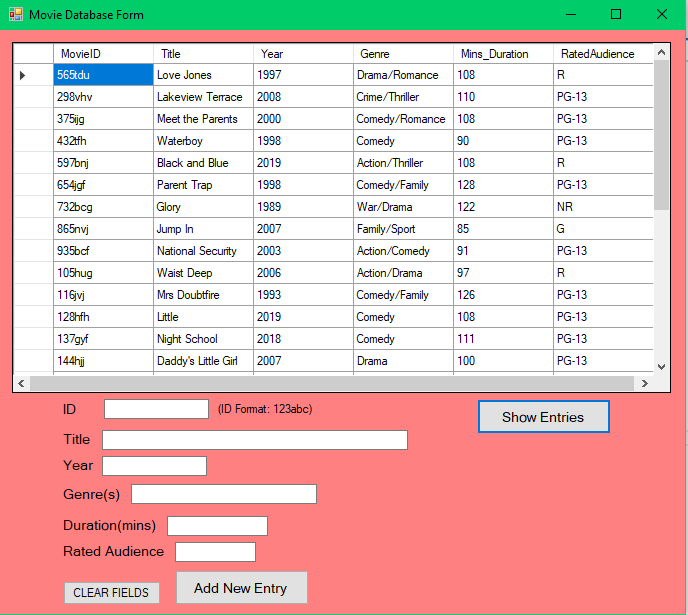 Movie Database Form
MovieID Title Year Genre Mins_Duration RatedAudience
565tdu Love Jones 1997 Drama/Romance 108 R
298vhv Lakeview Terrace 2008 Crime/Thriller 110 PG-13
375ijg Meet the Parents 2000 Comedy/Romance 108 PG-13
432tfh Waterboy 1998 Comedy 90 PG-13
597bnj Black and Blue 2019 Action/Thriller 108 R
654jgf Parent Trap 1998 Comedy/Family 128 PG-13
732bcg Glory 1989 War/Drama 122 NR
865nvj Jump In 2007 Family/Sport 85 G
935bcf National Security 2003 Action/Comedy 91 PG-13
105hug Waist Deep 2006 Action/Drama 97 R
116jvj Mrs Doubtfire 1993 Comedy/Family 126 PG-13
128hfh Little 2019 Comedy 108 PG-13
137gyf Night School 2018 Comedy 111 PG-13
144hjj Daddy's Little Girl 2007 Drama 100 PG-13
ID (ID Format: 123abc) Show Entries
Title
Year
Genre(s)
Duration(mins)
Rated Audience
CLEAR FIELDS Add New Entry